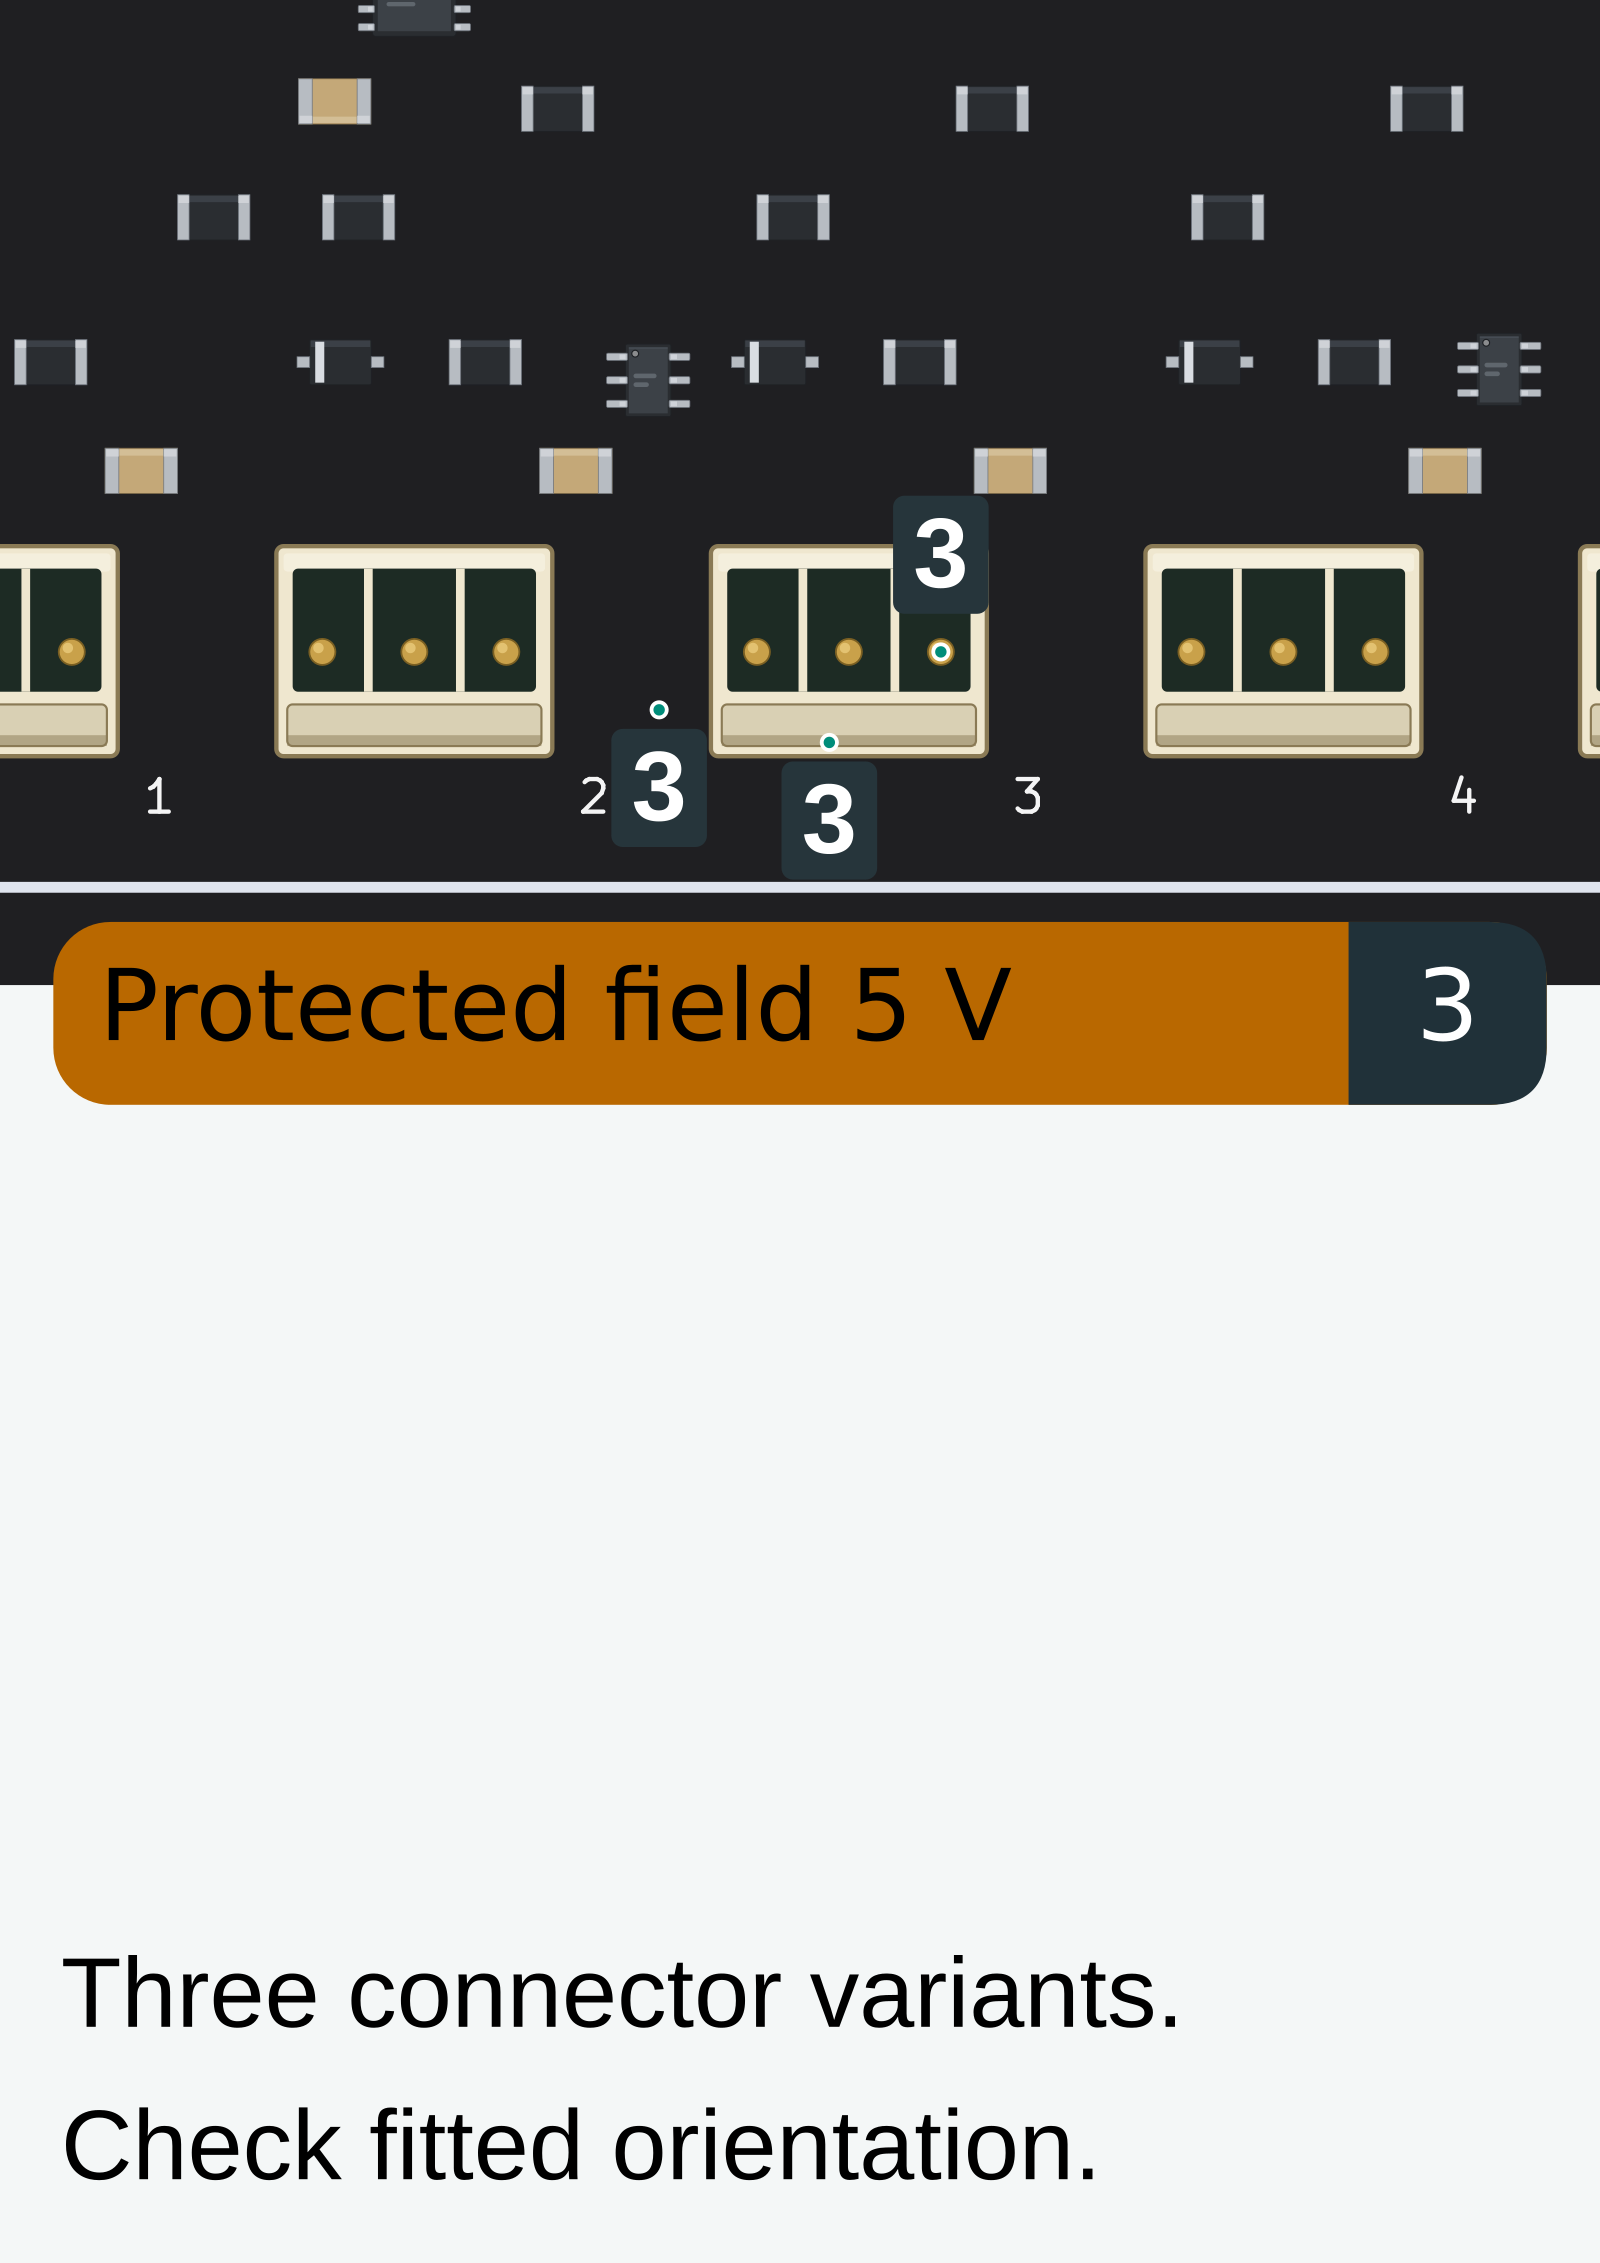 3
1 2 3 3 3 4
Protected field 5 V 3
Three connector variants.
Check fitted orientation.